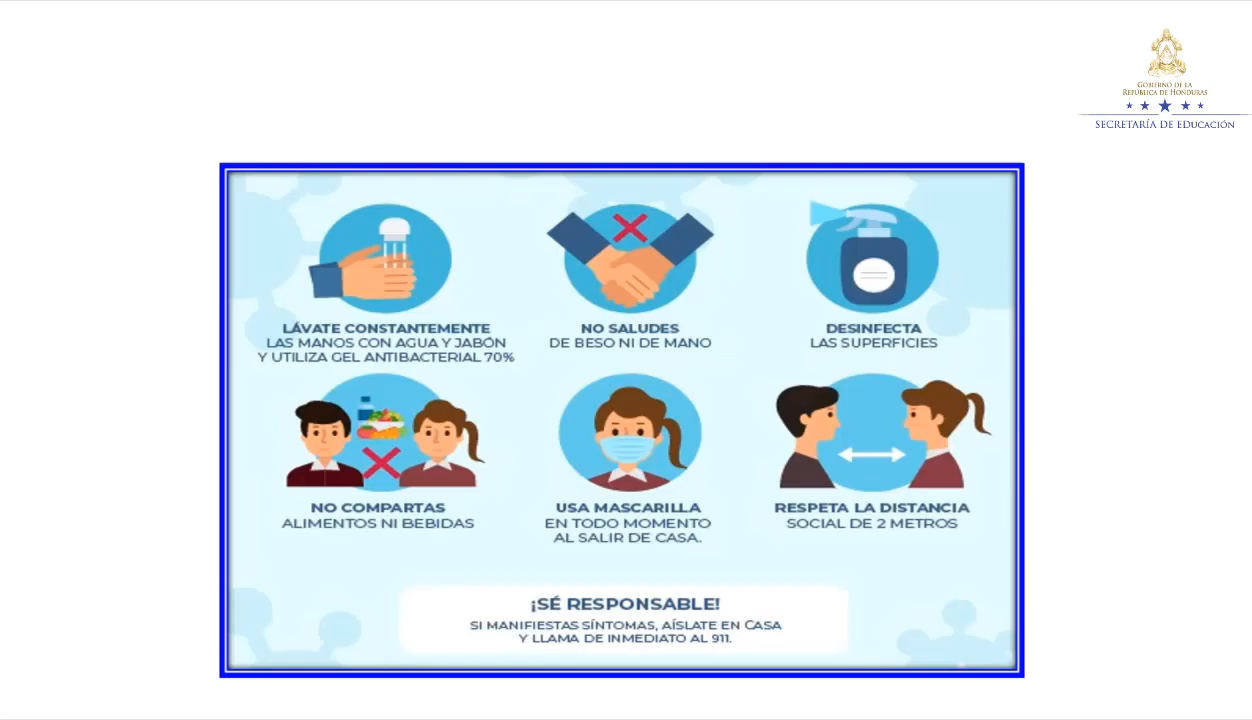 GOBIERNO DE LA
REPÚBLICA DE HONDURAS
SECRETARÍA DE EDUCACIÓN
LÁVATE CONSTANTEMENTE
LAS MANOS CON AGUA Y JABÓN
Y UTILIZA GEL ANTIBACTERIAL 70%
NO SALUDES
DE BESO NI DE MANO
DESINFECTA
LAS SUPERFICIES
NO COMPARTAS
ALIMENTOS NI BEBIDAS
USA MASCARILLA
EN TODO MOMENTO
AL SALIR DE CASA.
RESPETA LA DISTANCIA
SOCIAL DE 2 METROS
¡SÉ RESPONSABLE!
SI MANIFIESTAS SÍNTOMAS, AÍSLATE EN CASA
Y LLAMA DE INMEDIATO AL 911.